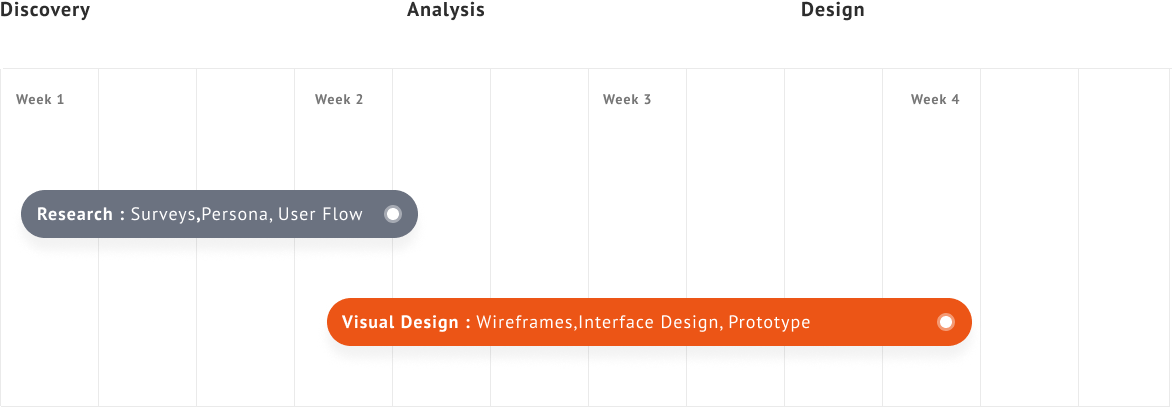 Discovery Analysis Design
Week 1 Week 2 Week 3 Week 4
Research : Surveys,Persona, User Flow
Visual Design : Wireframes,Interface Design, Prototype